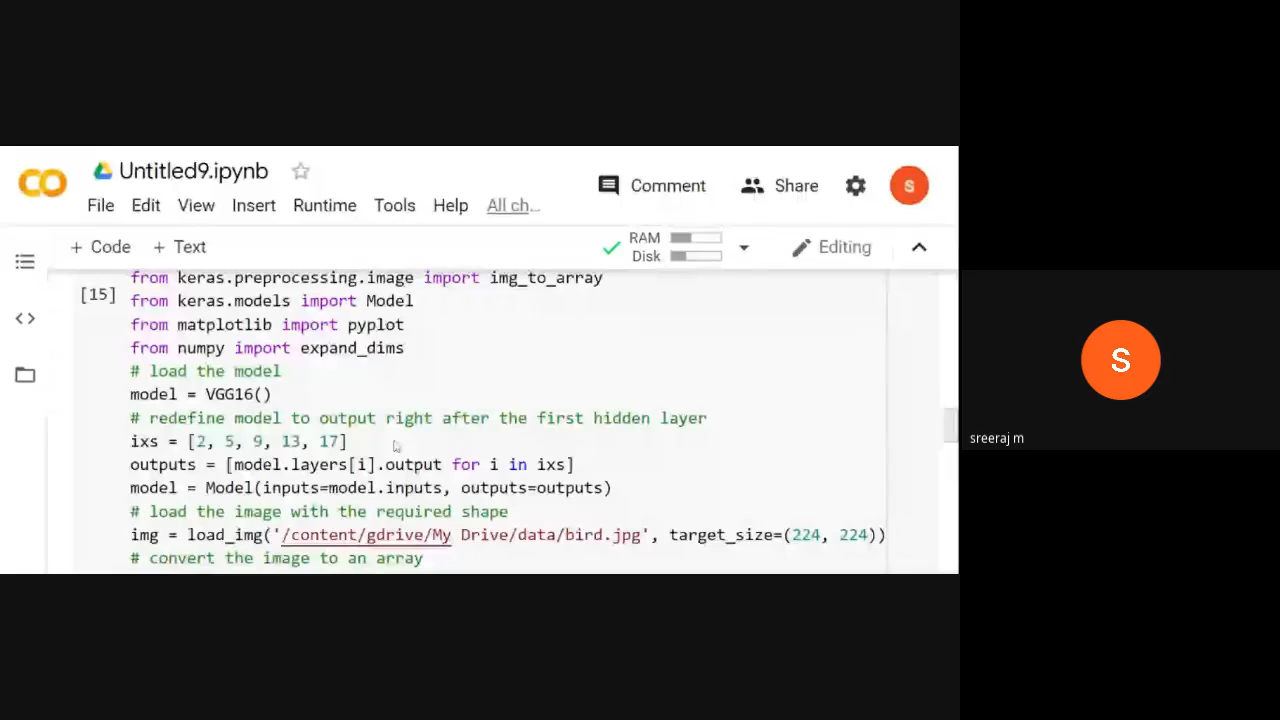 Untitled9.ipynb
Comment
Share
S
File Edit View Insert Runtime Tools Help All ch...
+ Code + Text
RAM
Disk
Editing
[15]
from keras.preprocessing.image import img_to_array
from keras.models import Model
from matplotlib import pyplot
from numpy import expand_dims
# load the model
model = VGG16()
# redefine model to output right after the first hidden layer
ixs = [2, 5, 9, 13, 17]
outputs = [model.layers[i].output for i in ixs]
model = Model(inputs=model.inputs, outputs=outputs)
# load the image with the required shape
img = load_img('/content/gdrive/My Drive/data/bird.jpg', target_size=(224, 224))
# convert the image to an array
S
sreeraj m